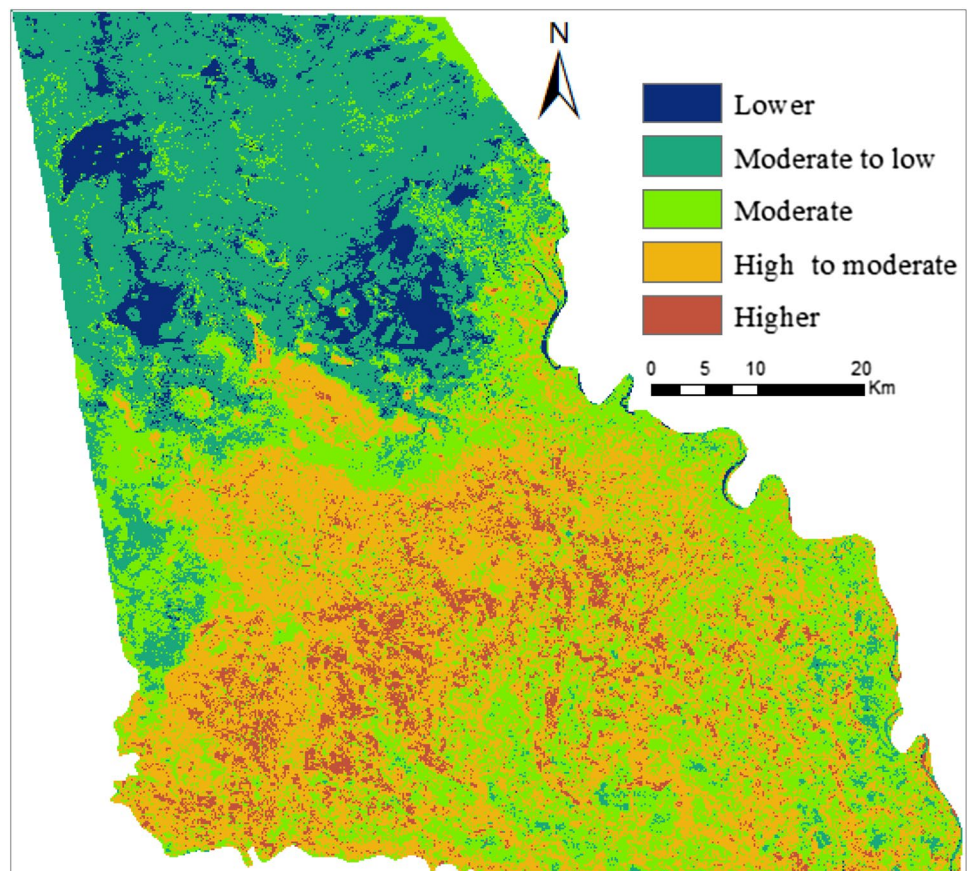 N
Lower
Moderate to low
Moderate
High to moderate
Higher
0 5 10 20
Km